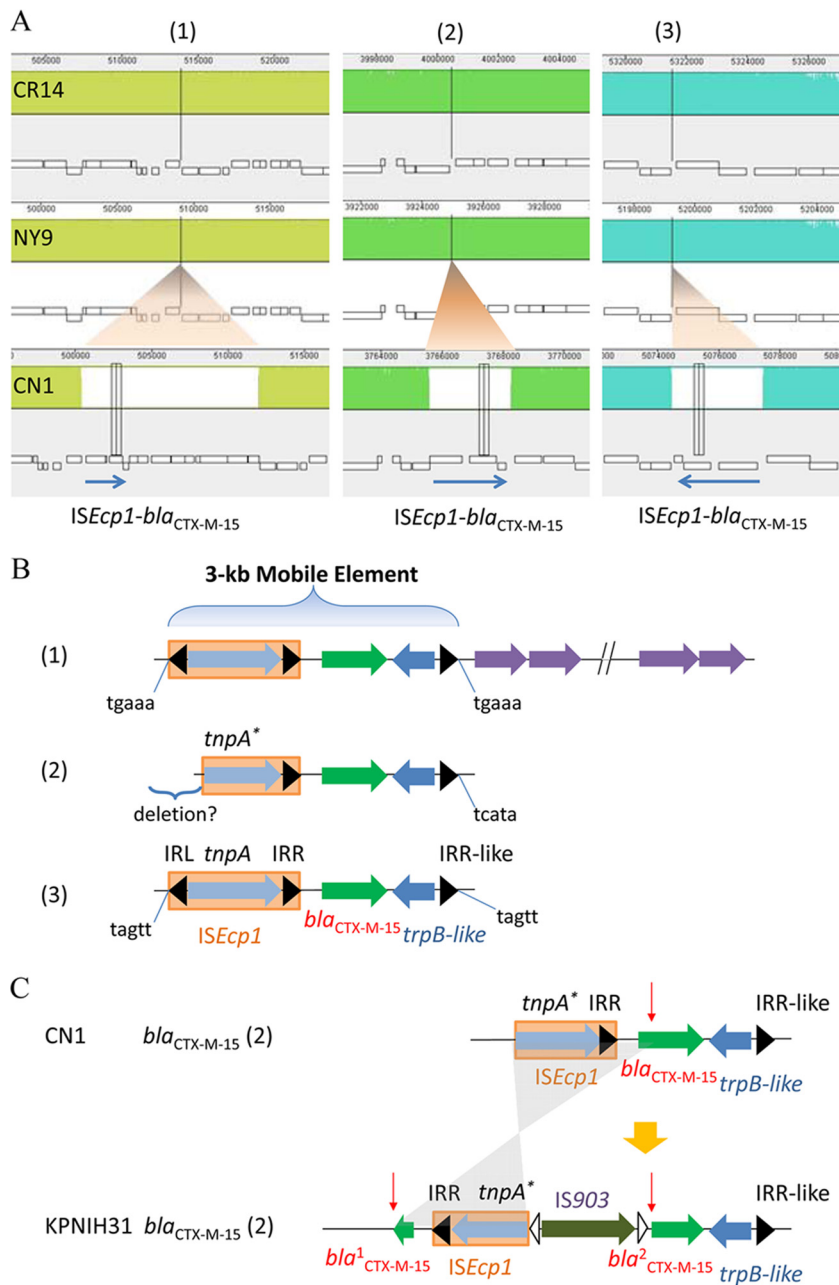 A
(1) (2) (3)
505000 510000 515000 520000
3998000 4000000 4002000 4004000
5320000 5322000 5324000 5326000
CR14
500000 505000 510000 515000
3922000 3924000 3926000 3928000
5198000 5200000 5202000 5204000
NY9
500000 505000 510000 515000
3764000 3766000 3768000 3770000
5074000 5076000 5078000
CN1
ISEcp1-blaCTX-M-15 ISEcp1-blaCTX-M-15 ISEcp1-blaCTX-M-15
B
3-kb Mobile Element
(1)
tgaaa tgaaa
tnpA*
(2)
deletion? tcata
IRL tnpA IRR IRR-like
(3)
tagtt tagtt
ISEcp1 blaCTX-M-15 trpB-like
C
tnpA* IRR IRR-like
CN1 blaCTX-M-15 (2)
ISEcp1 blaCTX-M-15 trpB-like
IRR tnpA* IS903 IRR-like
KPNIH31 blaCTX-M-15 (2)
bla1CTX-M-15 ISEcp1 bla2CTX-M-15 trpB-like